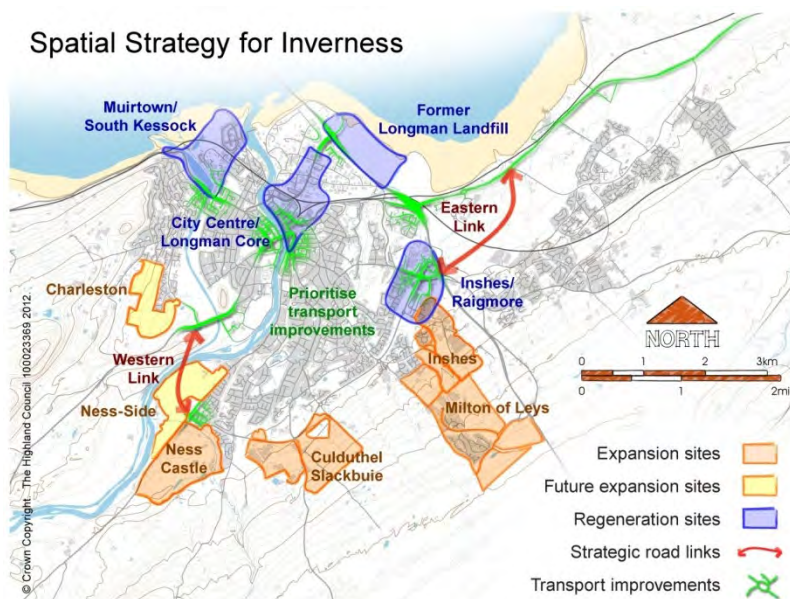 Spatial Strategy for Inverness
Muirtown/
South Kessock
Former
Longman Landfill
City Centre/
Longman Core
Eastern
Link
Charleston
Prioritise
transport
improvements
Inshes/
Raigmore
NORTH
Western
Link
Inshes
0 1 2 3km
0 1 2mi
Ness-Side
Milton of Leys
Ness
Castle
Culduthel
Slackbuie
Expansion sites
Future expansion sites
Regeneration sites
Strategic road links
Transport improvements
© Crown Copyright. The Highland Council 100023369 2012.